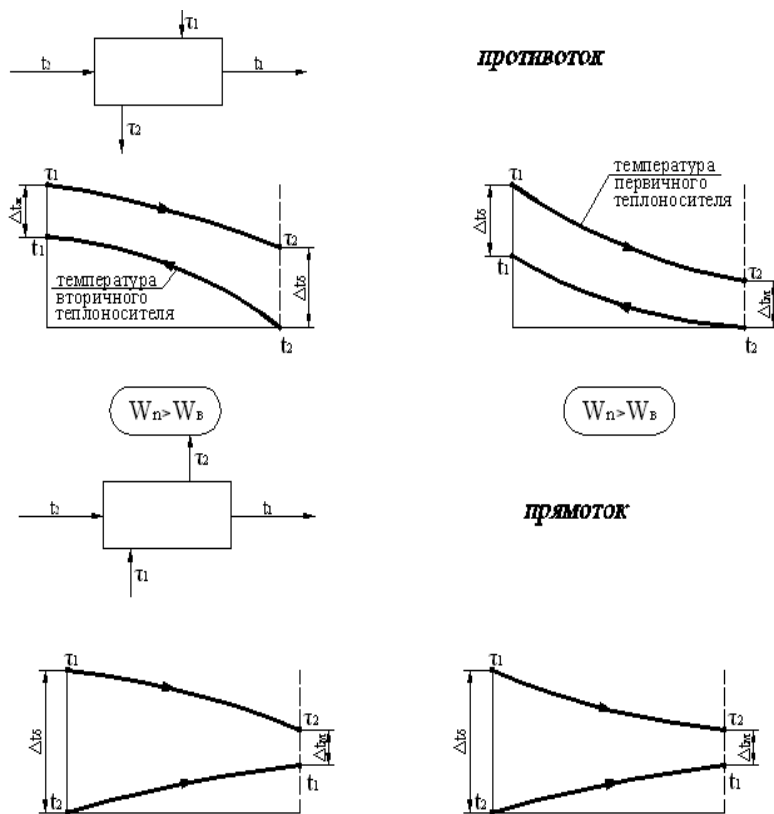 τ1
t2
t1
τ2
противоток
τ1
Δtм
t1
τ2
Δtб
t2
температура
вторичного
теплоносителя
τ1
температура
первичного
теплоносителя
Δtб
t1
τ2
Δtм
t2
Wп>Wв
Wп>Wв
τ2
t2
t1
τ1
прямоток
τ1
Δtб
τ2
Δtм
t1
t2
τ1
Δtб
τ2
Δtм
t1
t2